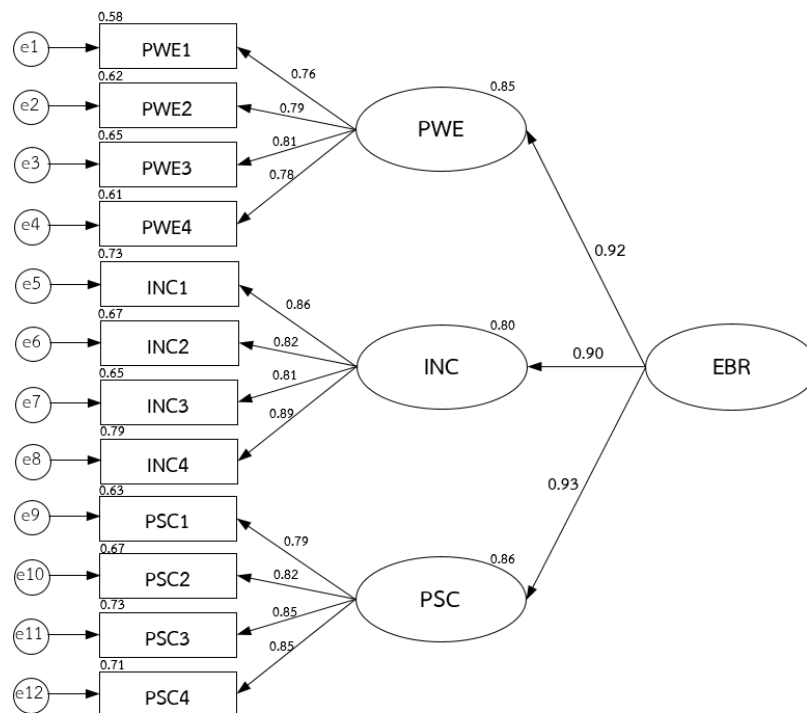 0.58
e1
PWE1
0.76
0.62
e2
PWE2
0.79
0.65
e3
PWE3
0.81
0.61
e4
PWE4
0.78
0.85
PWE
0.92
0.73
e5
INC1
0.86
0.67
e6
INC2
0.82
0.65
e7
INC3
0.81
0.79
e8
INC4
0.89
0.80
INC
0.90
EBR
0.63
e9
PSC1
0.79
0.67
e10
PSC2
0.82
0.73
e11
PSC3
0.85
0.71
e12
PSC4
0.85
0.86
PSC
0.93